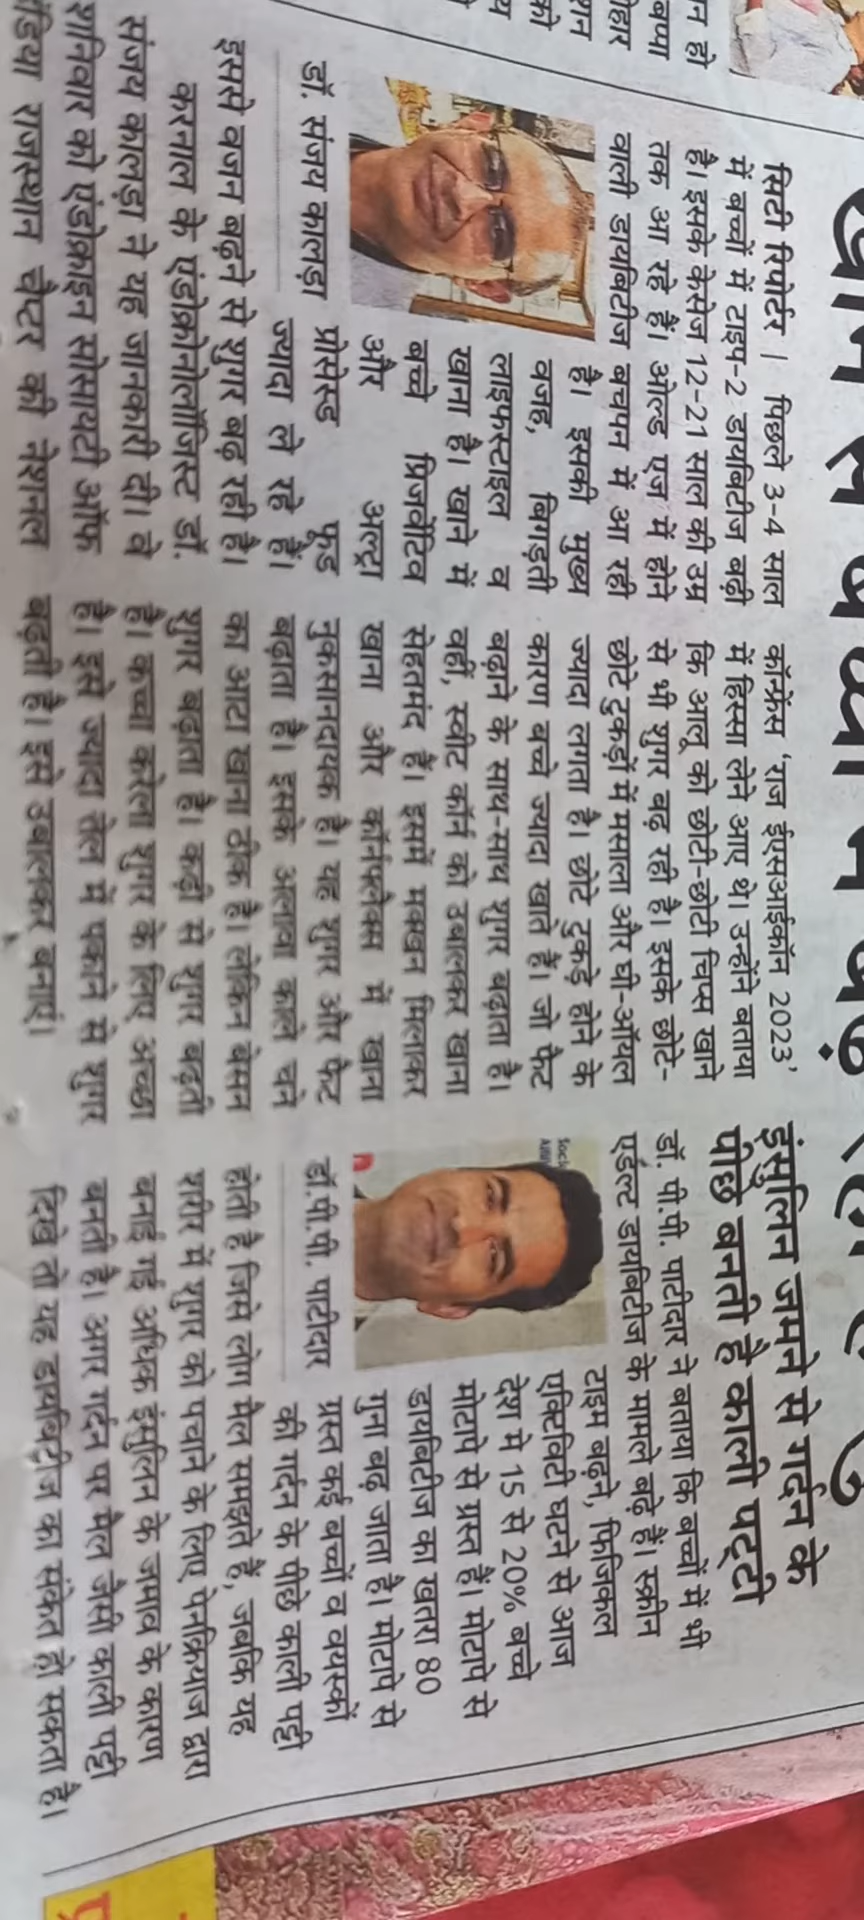 सिटी रिपोर्टर | पिछले 3-4 साल
में बच्चों में टाइप-2 डायबिटीज बढ़ी
है। इसके केसेज 12-21 साल की उम्र
तक आ रहे हैं। ओल्ड एज में होने
वाली डायबिटीज बचपन में आ रही
है। इसकी मुख्य
वजह, बिगड़ती
लाइफस्टाइल व
खाना है। खाने में
बच्चे प्रिजर्वेटिव
और अल्ट्रा
प्रोसेस्ड फूड
ज्यादा ले रहे हैं।
डॉ. संजय कालड़ा
इससे वजन बढ़ने से शुगर बढ़ रही है।
करनाल के एंडोक्रोनोलॉजिस्ट डॉ.
संजय कालड़ा ने यह जानकारी दी। वे
शनिवार को एंडोक्राइन सोसायटी ऑफ
इंडिया राजस्थान चैप्टर की नेशनल
कॉन्फ्रेंस 'राज ईएसआईकॉन 2023'
में हिस्सा लेने आए थे। उन्होंने बताया
कि आलू को छोटी-छोटी चिप्स खाने
से भी शुगर बढ़ रही है। इसके छोटे-
छोटे टुकड़ों में मसाला और घी-ऑयल
ज्यादा लगता है। छोटे टुकड़े होने के
कारण बच्चे ज्यादा खाते हैं। जो फैट
बढ़ाने के साथ-साथ शुगर बढ़ता है।
वहीं, स्वीट कॉर्न को उबालकर खाना
सेहतमंद है। इसमें मक्खन मिलाकर
खाना और कॉर्नफ्लेक्स में खाना
नुकसानदायक है। यह शुगर और फैट
बढ़ाता है। इसके अलावा काले चने
का आटा खाना ठीक है। लेकिन बेसन
शुगर बढ़ाता है। कढ़ी से शुगर बढ़ती
है। कच्चा करेला शुगर के लिए अच्छा
है। इसे ज्यादा तेल में पकाने से शुगर
बढ़ती है। इसे उबालकर बनाएं।
इंसुलिन जमने से गर्दन के
पीछे बनती है काली पट्टी
डॉ. पी.पी. पाटीदार ने बताया कि बच्चों में भी
एडल्ट डायबिटीज के मामले बढ़े हैं। स्क्रीन
टाइम बढ़ने, फिजिकल
एक्टिविटी घटने से आज
देश में 15 से 20% बच्चे
मोटापे से ग्रस्त हैं। मोटापे से
डायबिटीज का खतरा 80
गुना बढ़ जाता है। मोटापे से
ग्रस्त कई बच्चों व वयस्कों
की गर्दन के पीछे काली पट्टी
डॉ.पी.पी. पाटीदार
होती है जिसे लोग मैल समझते हैं, जबकि यह
शरीर में शुगर को पचाने के लिए पेनक्रियाज द्वारा
बनाई गई अधिक इंसुलिन के जमाव के कारण
बनती है। अगर गर्दन पर मैल जैसी काली पट्टी
दिखे तो यह डायबिटीज का संकेत हो सकता है।